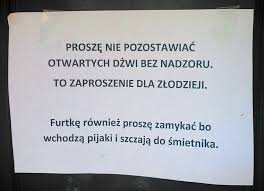 PROSZĘ NIE POZOSTAWIAĆ
OTWARTYCH DŻWI BEZ NADZORU.
TO ZAPROSZENIE DLA ZŁODZIEJI.
Furtkę również proszę zamykać bo
wchodzą pijaki i szczają do śmietnika.